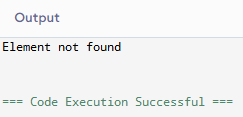 Output
Element not found
=== Code Execution Successful ===